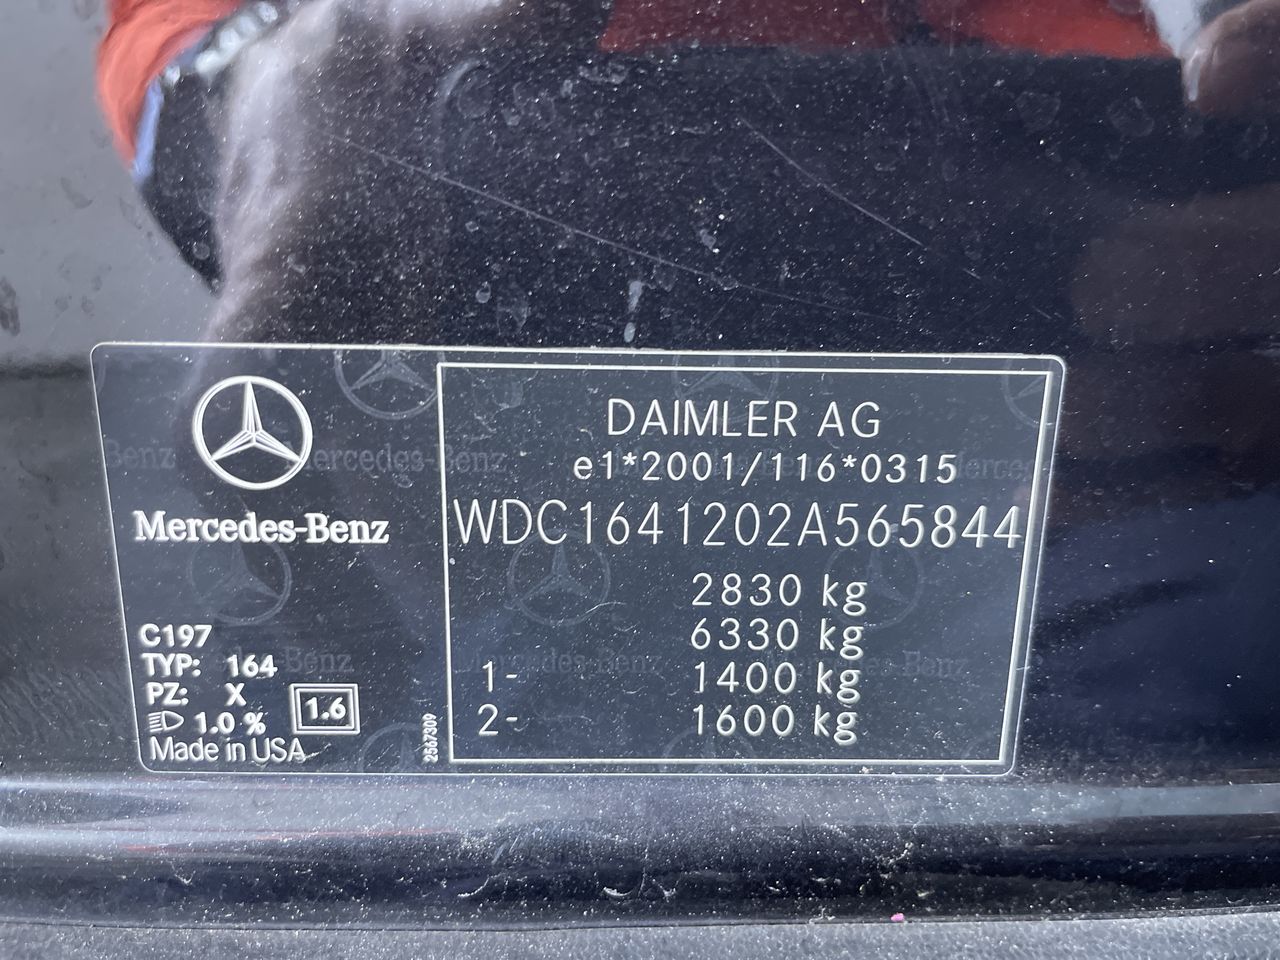 Mercedes-Benz
C197
TYP: 164
PZ: X
1.0 %
1.6
Made in USA
2567309
DAIMLER AG
e1*2001/116*0315
WDC1641202A565844
2830 kg
6330 kg
1- 1400 kg
2- 1600 kg